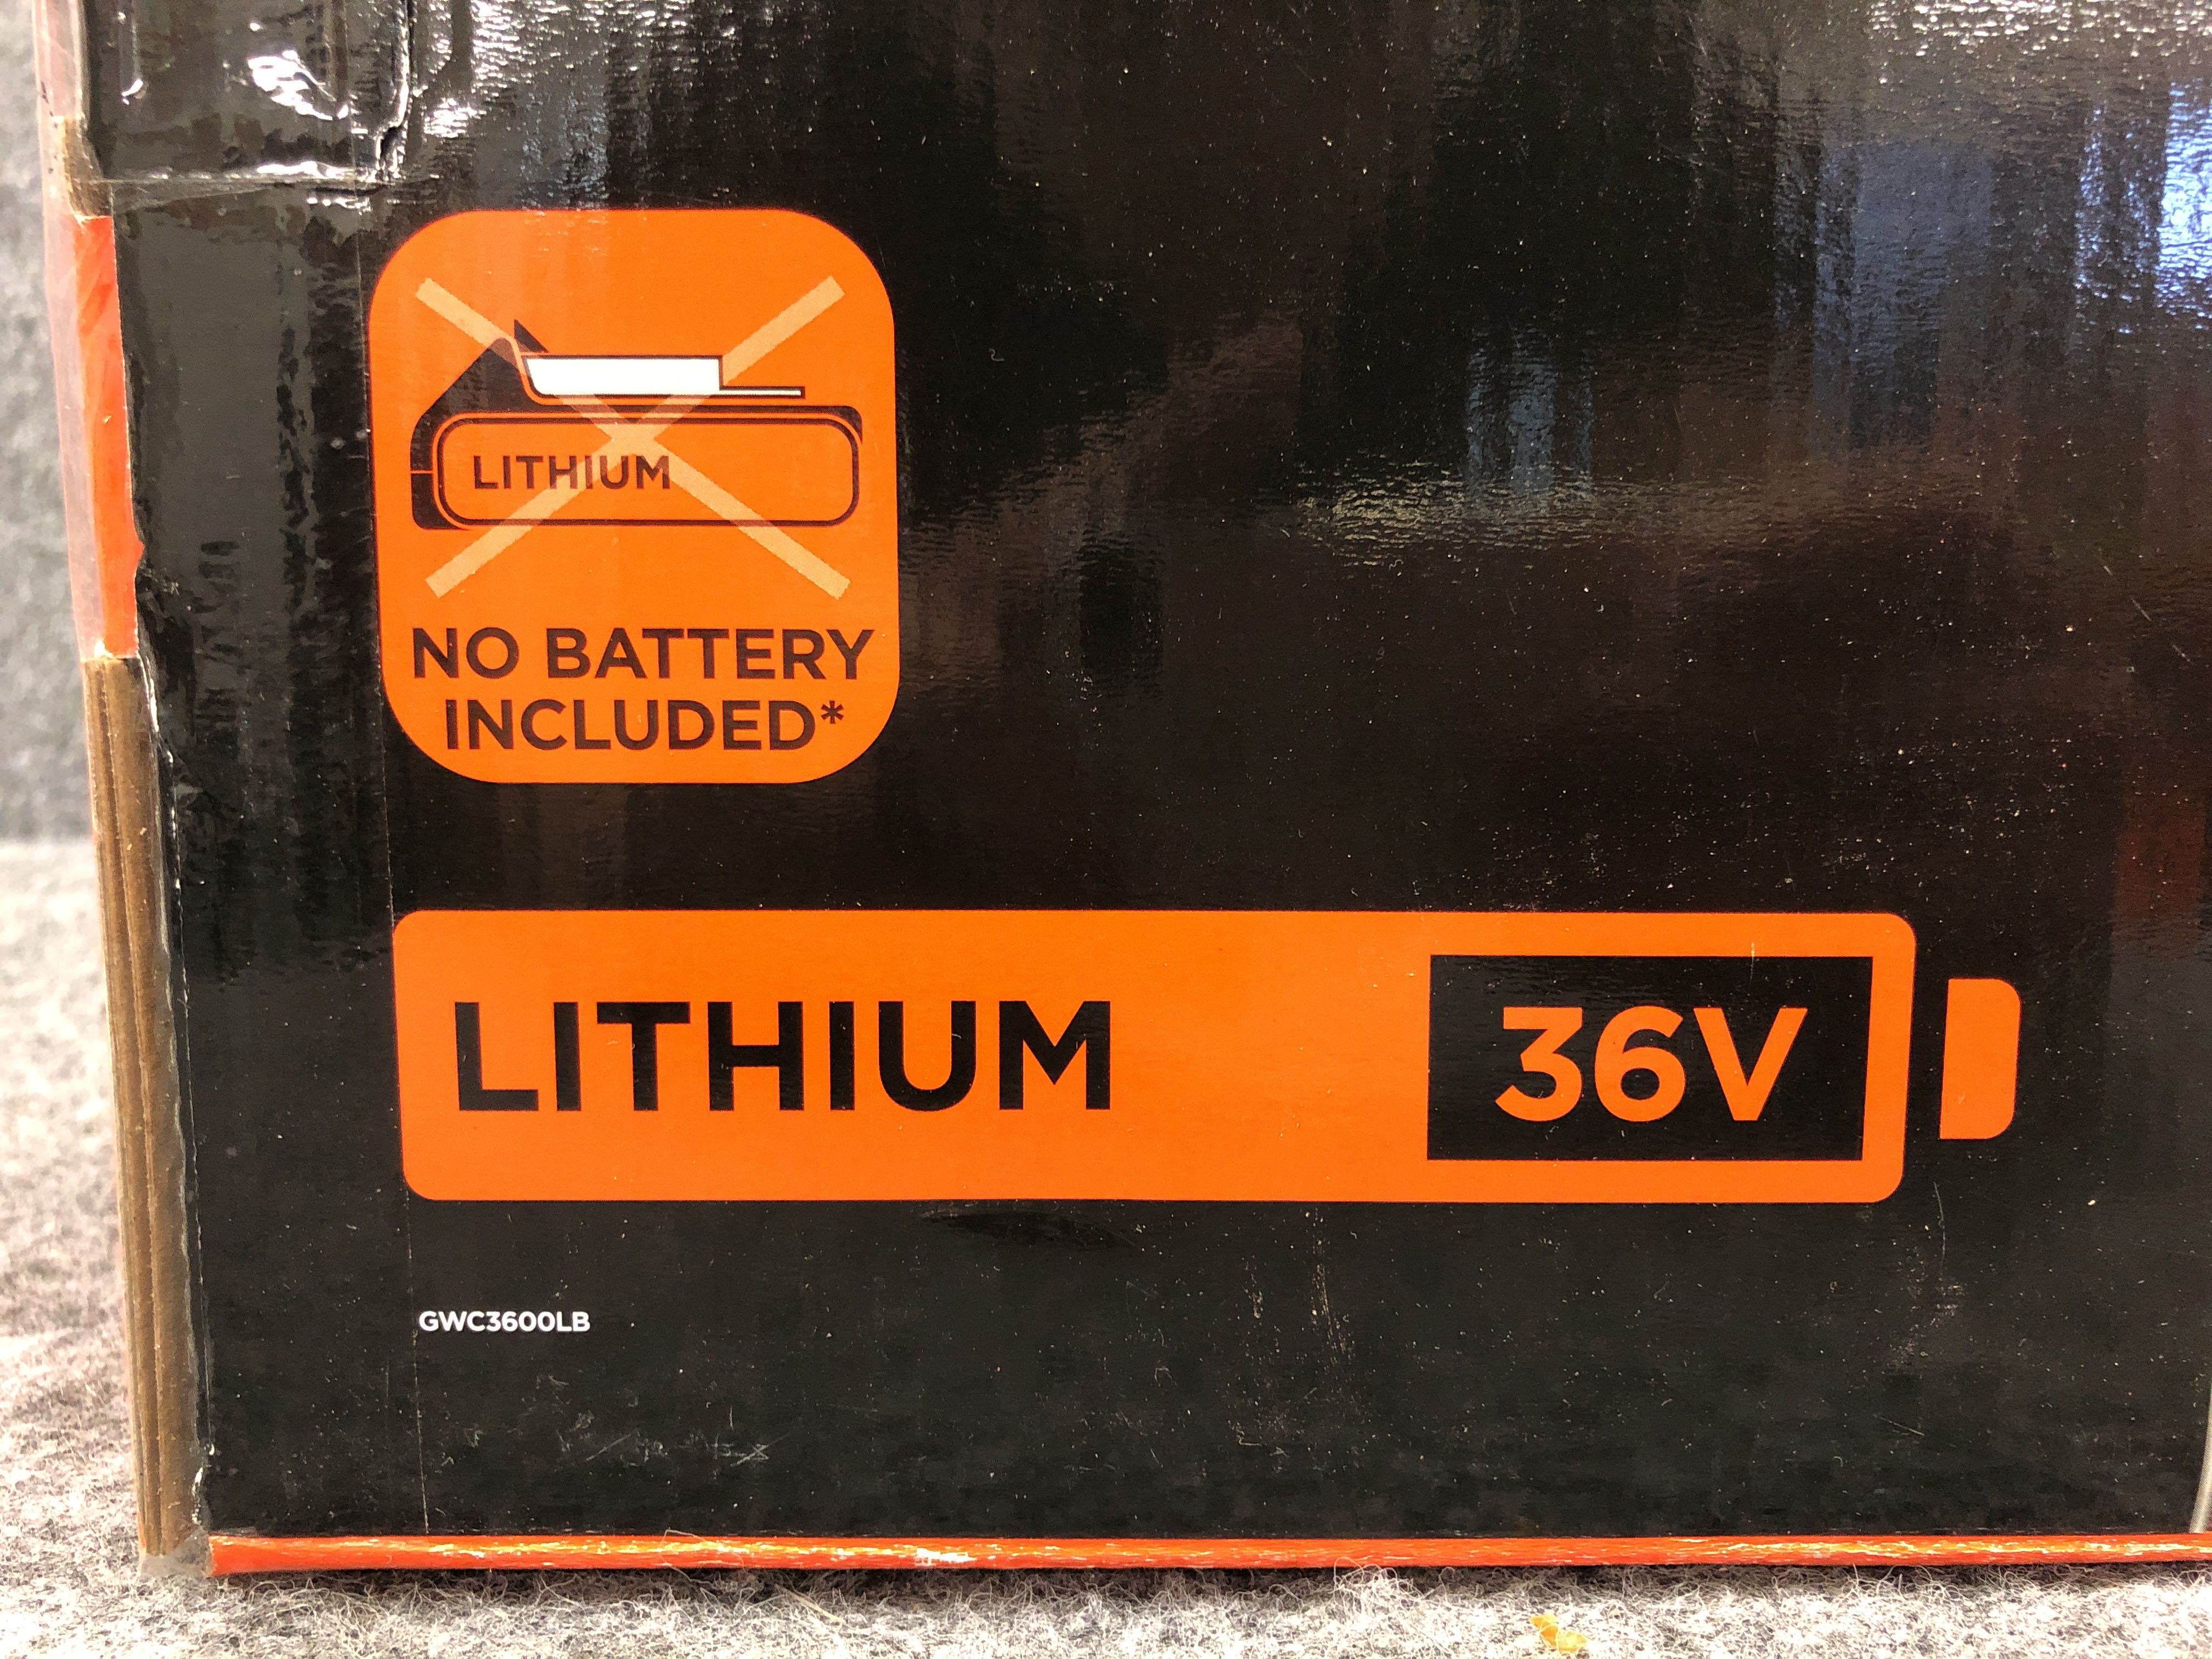 LITHIUM
NO BATTERY
INCLUDED*
LITHIUM 36V
GWC3600LB